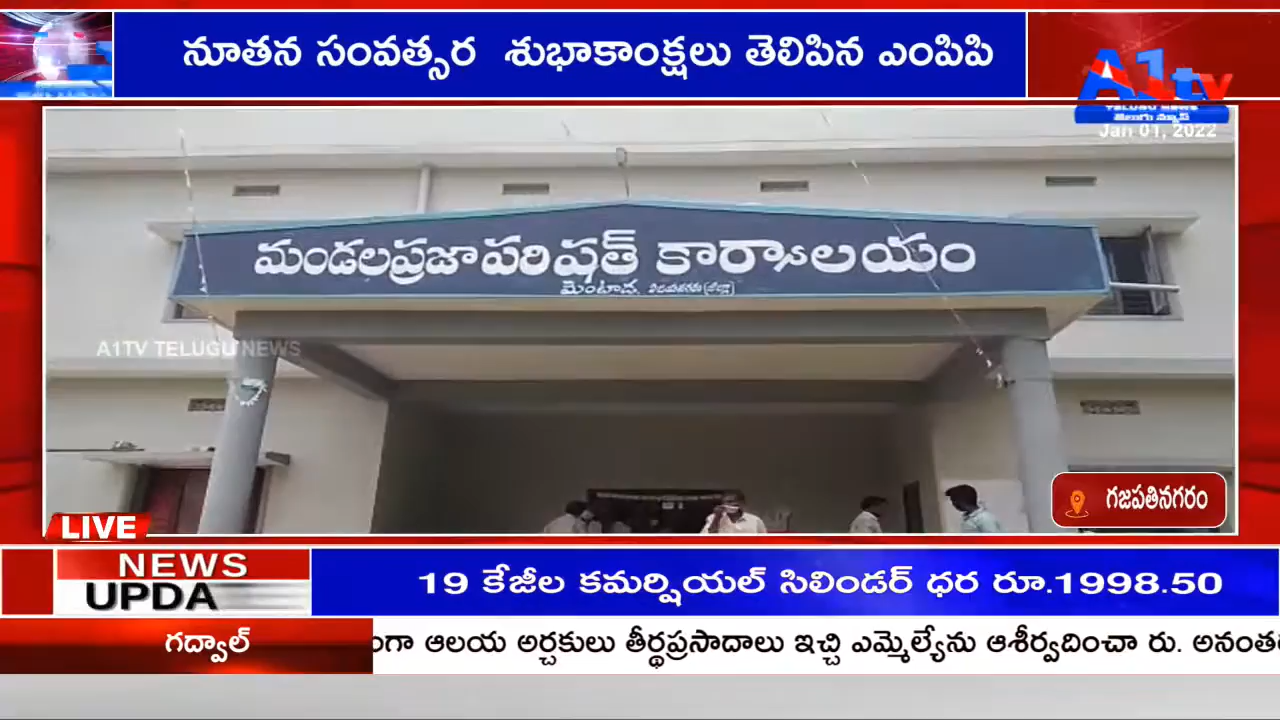 నూతన సంవత్సర శుభాకాంక్షలు తెలిపిన ఎంపిపి
A1tv
TELUGU NEWS
తెలుగు న్యూస్
Jan 01, 2022
మండలప్రజాపరిషత్ కార్యాలయం
మెంటాడ, విజయనగరం (జిల్లా)
A1TV TELUGU NEWS
గజపతినగరం
LIVE
NEWS
UPDA
19 కేజీల కమర్షియల్ సిలిండర్ ధర రూ.1998.50
గద్వాల్
గా ఆలయ అర్చకులు తీర్థప్రసాదాలు ఇచ్చి ఎమ్మెల్యేను ఆశీర్వదించా రు. అనంత